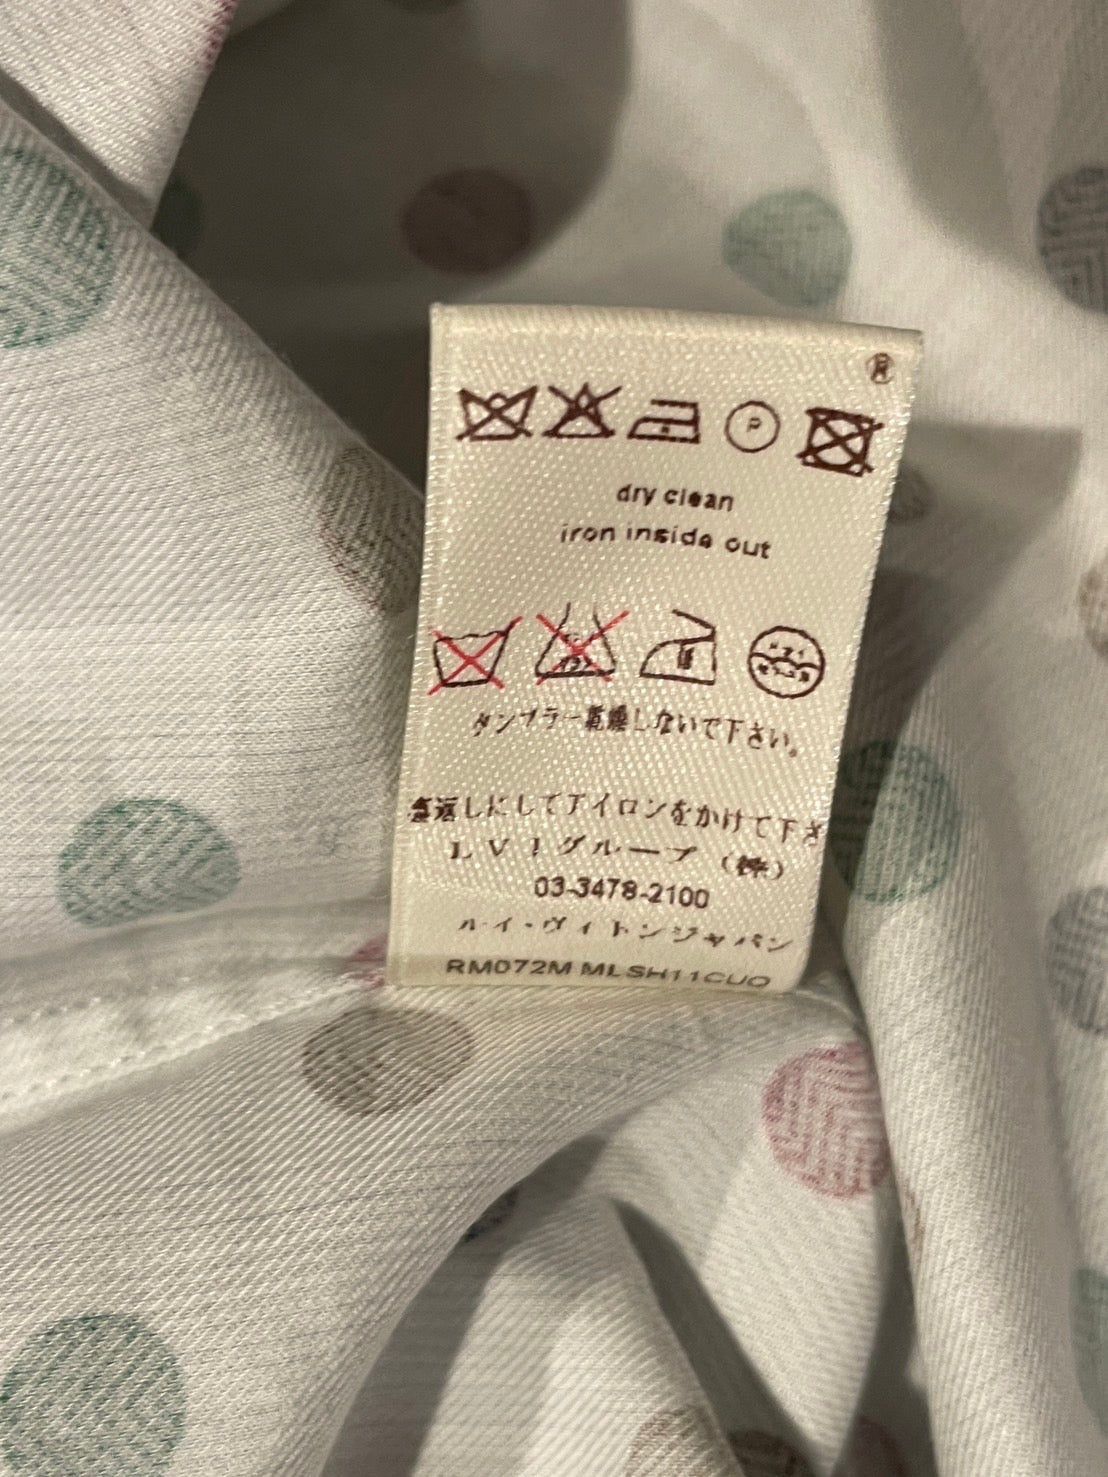 ®
P
dry clean
iron inside out
タンブラー乾燥しないで下さい。
裏返しにしてアイロンをかけて下さ
LVJグループ(株)
03-3478-2100
ルイ・ヴィトンジャパン
RM072M MLSH11CUO